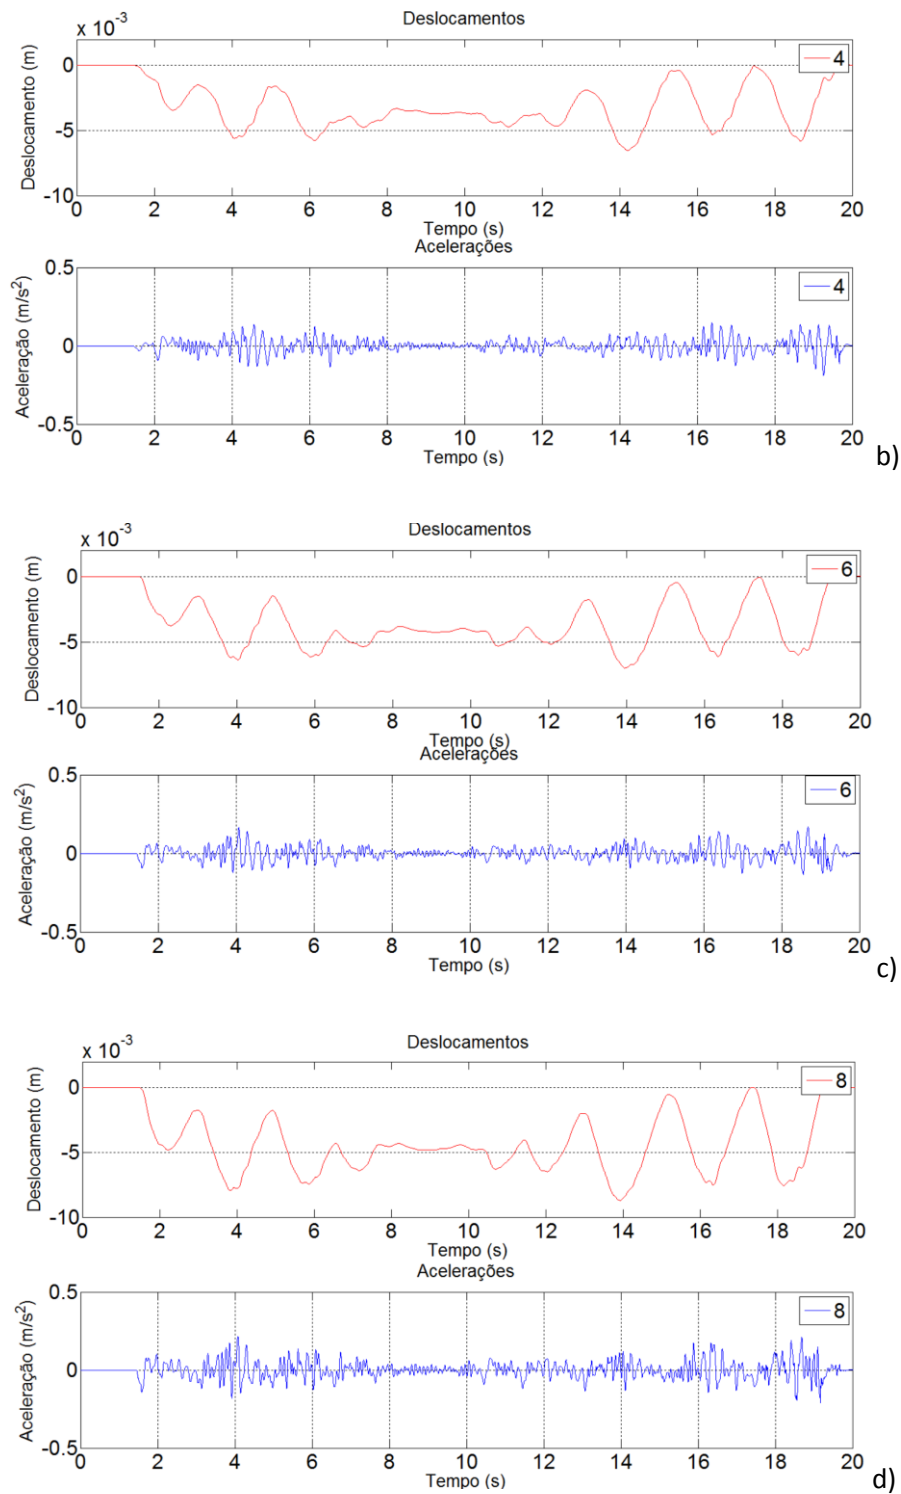 Deslocamentos
x 10-3
0
-5
-10
Deslocamento (m)
4
0 2 4 6 8 10 12 14 16 18 20
Tempo (s)
Acelerações
0.5
0
-0.5
Aceleração (m/s2)
4
0 2 4 6 8 10 12 14 16 18 20
Tempo (s)
b)
Deslocamentos
x 10-3
0
-5
-10
Deslocamento (m)
6
0 2 4 6 8 10 12 14 16 18 20
Tempo (s)
Acelerações
0.5
0
-0.5
Aceleração (m/s2)
6
0 2 4 6 8 10 12 14 16 18 20
Tempo (s)
c)
Deslocamentos
x 10-3
0
-5
-10
Deslocamento (m)
8
0 2 4 6 8 10 12 14 16 18 20
Tempo (s)
Acelerações
0.5
0
-0.5
Aceleração (m/s2)
8
0 2 4 6 8 10 12 14 16 18 20
Tempo (s)
d)